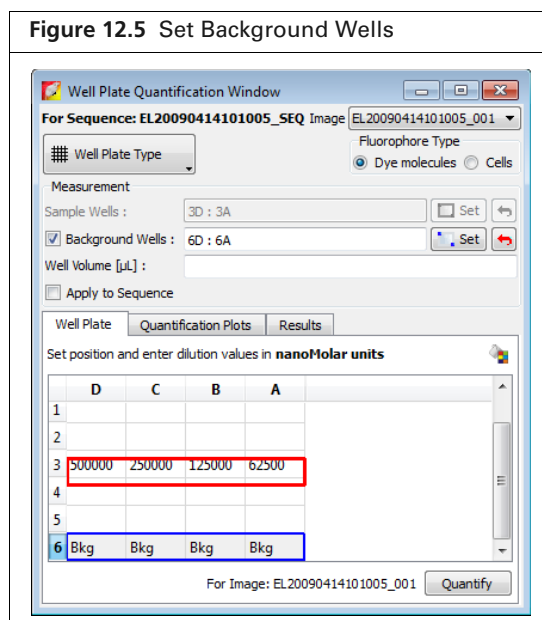 Figure 12.5 Set Background Wells
Well Plate Quantification Window
For Sequence: EL20090414101005_SEQ Image EL20090414101005_001
Well Plate Type
Fluorophore Type
Dye molecules Cells
Measurement
Sample Wells : 3D : 3A Set
Background Wells : 6D : 6A Set
Well Volume [µL] :
Apply to Sequence
Well Plate Quantification Plots Results
Set position and enter dilution values in nanoMolar units
D C B A
1
2
3 500000 250000 125000 62500
4
5
6 Bkg Bkg Bkg Bkg
For Image: EL20090414101005_001 Quantify